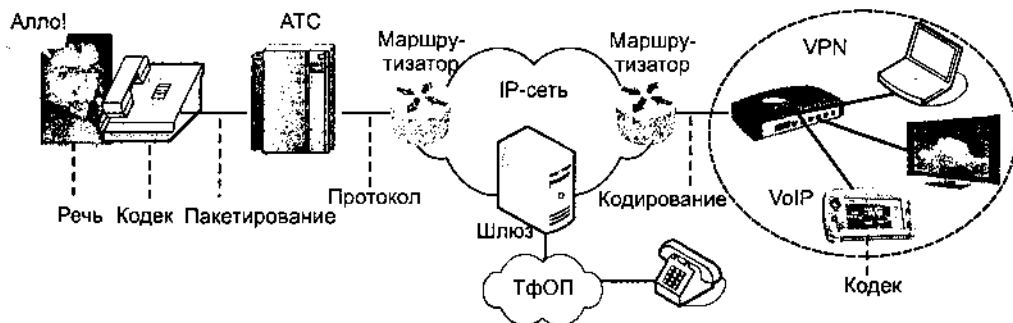 Алло!
АТС
Маршру-
тизатор
IP-сеть
Маршру-
тизатор
VPN
Речь
Кодек
Пакетирование
Протокол
Шлюз
Кодирование
VoIP
Кодек
ТфОП